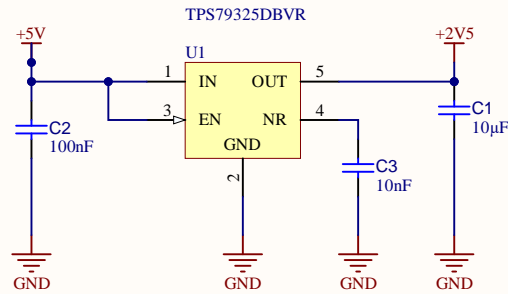 TPS79325DBVR
+5V
+2V5
U1
1
IN
OUT
5
3
EN
NR
4
GND
2
C2
100nF
C3
10nF
C1
10µF
GND
GND
GND
GND